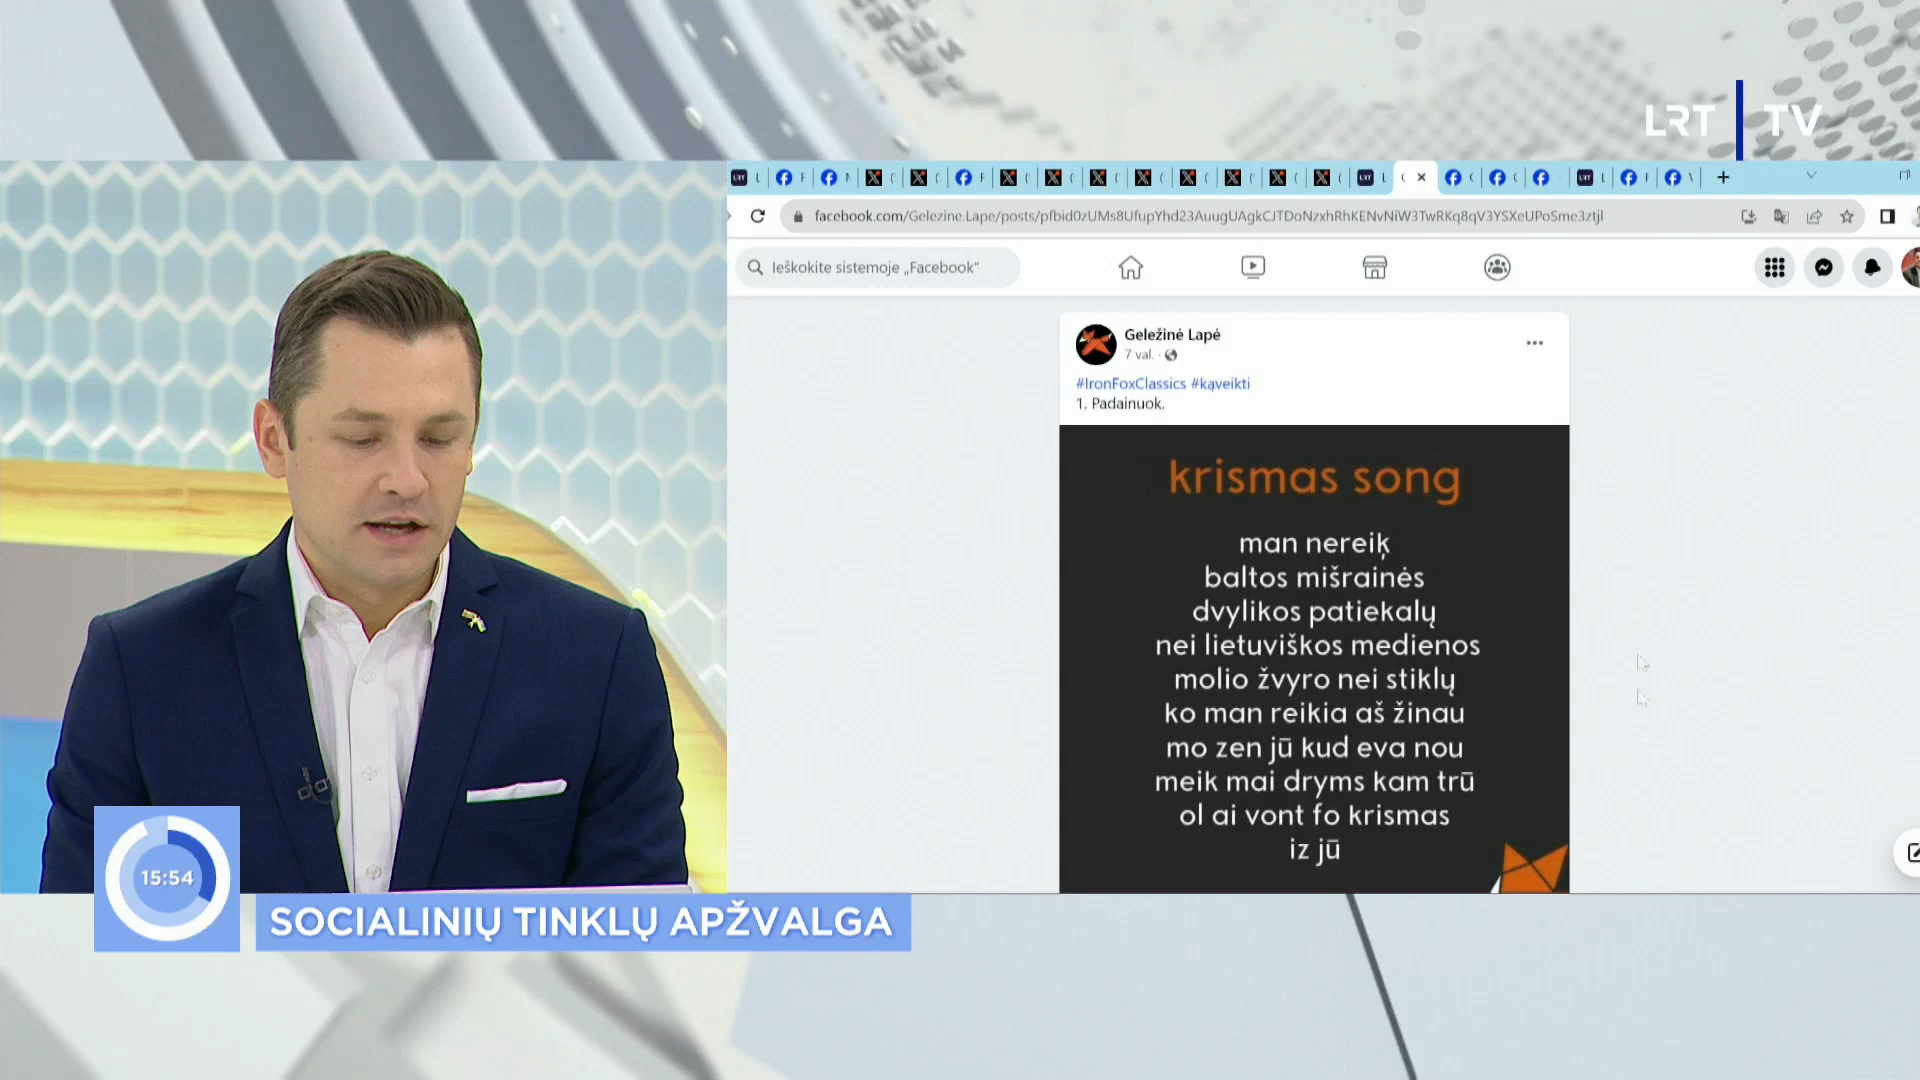 LRT TV
facebook.com/Gelezine.Lape/posts/pfbid0zUMs8UfupYhd23AuugUAgkCJTDoNzxhRhKENvNiW3TwRKq8qV3YSXeUPoSme3ztjl
Ieškokite sistemoje „Facebook“
Geležinė Lapė
7 val. ·
#IronFoxClassics #kąveikti
1. Padainuok.
krismas song
man nereiķ
baltos mišrainės
dvylikos patiekalų
nei lietuviškos medienos
molio žvyro nei stiklų
ko man reikia aš žinau
mo zen jū kud eva nou
meik mai dryms kam trū
ol ai vont fo krismas
iz jū
15:54
SOCIALINIŲ TINKLŲ APŽVALGA